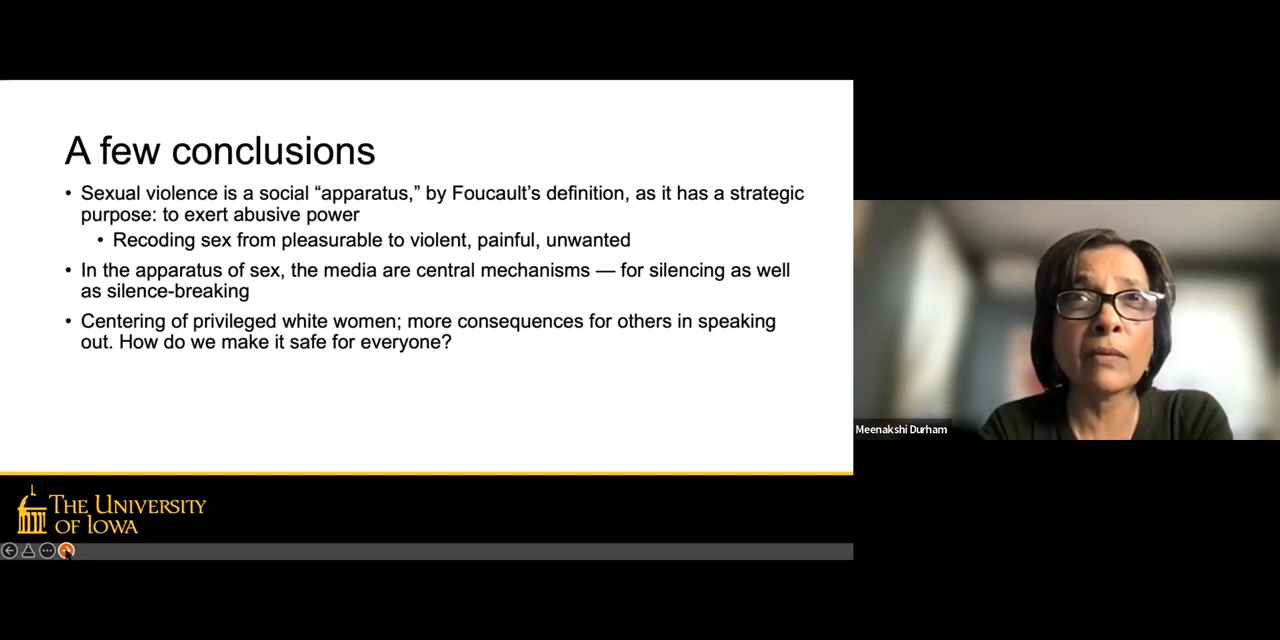 A few conclusions
• Sexual violence is a social “apparatus,” by Foucault’s definition, as it has a strategic
purpose: to exert abusive power
• Recoding sex from pleasurable to violent, painful, unwanted
• In the apparatus of sex, the media are central mechanisms — for silencing as well
as silence-breaking
• Centering of privileged white women; more consequences for others in speaking
out. How do we make it safe for everyone?
Meenakshi Durham
THE UNIVERSITY
OF IOWA